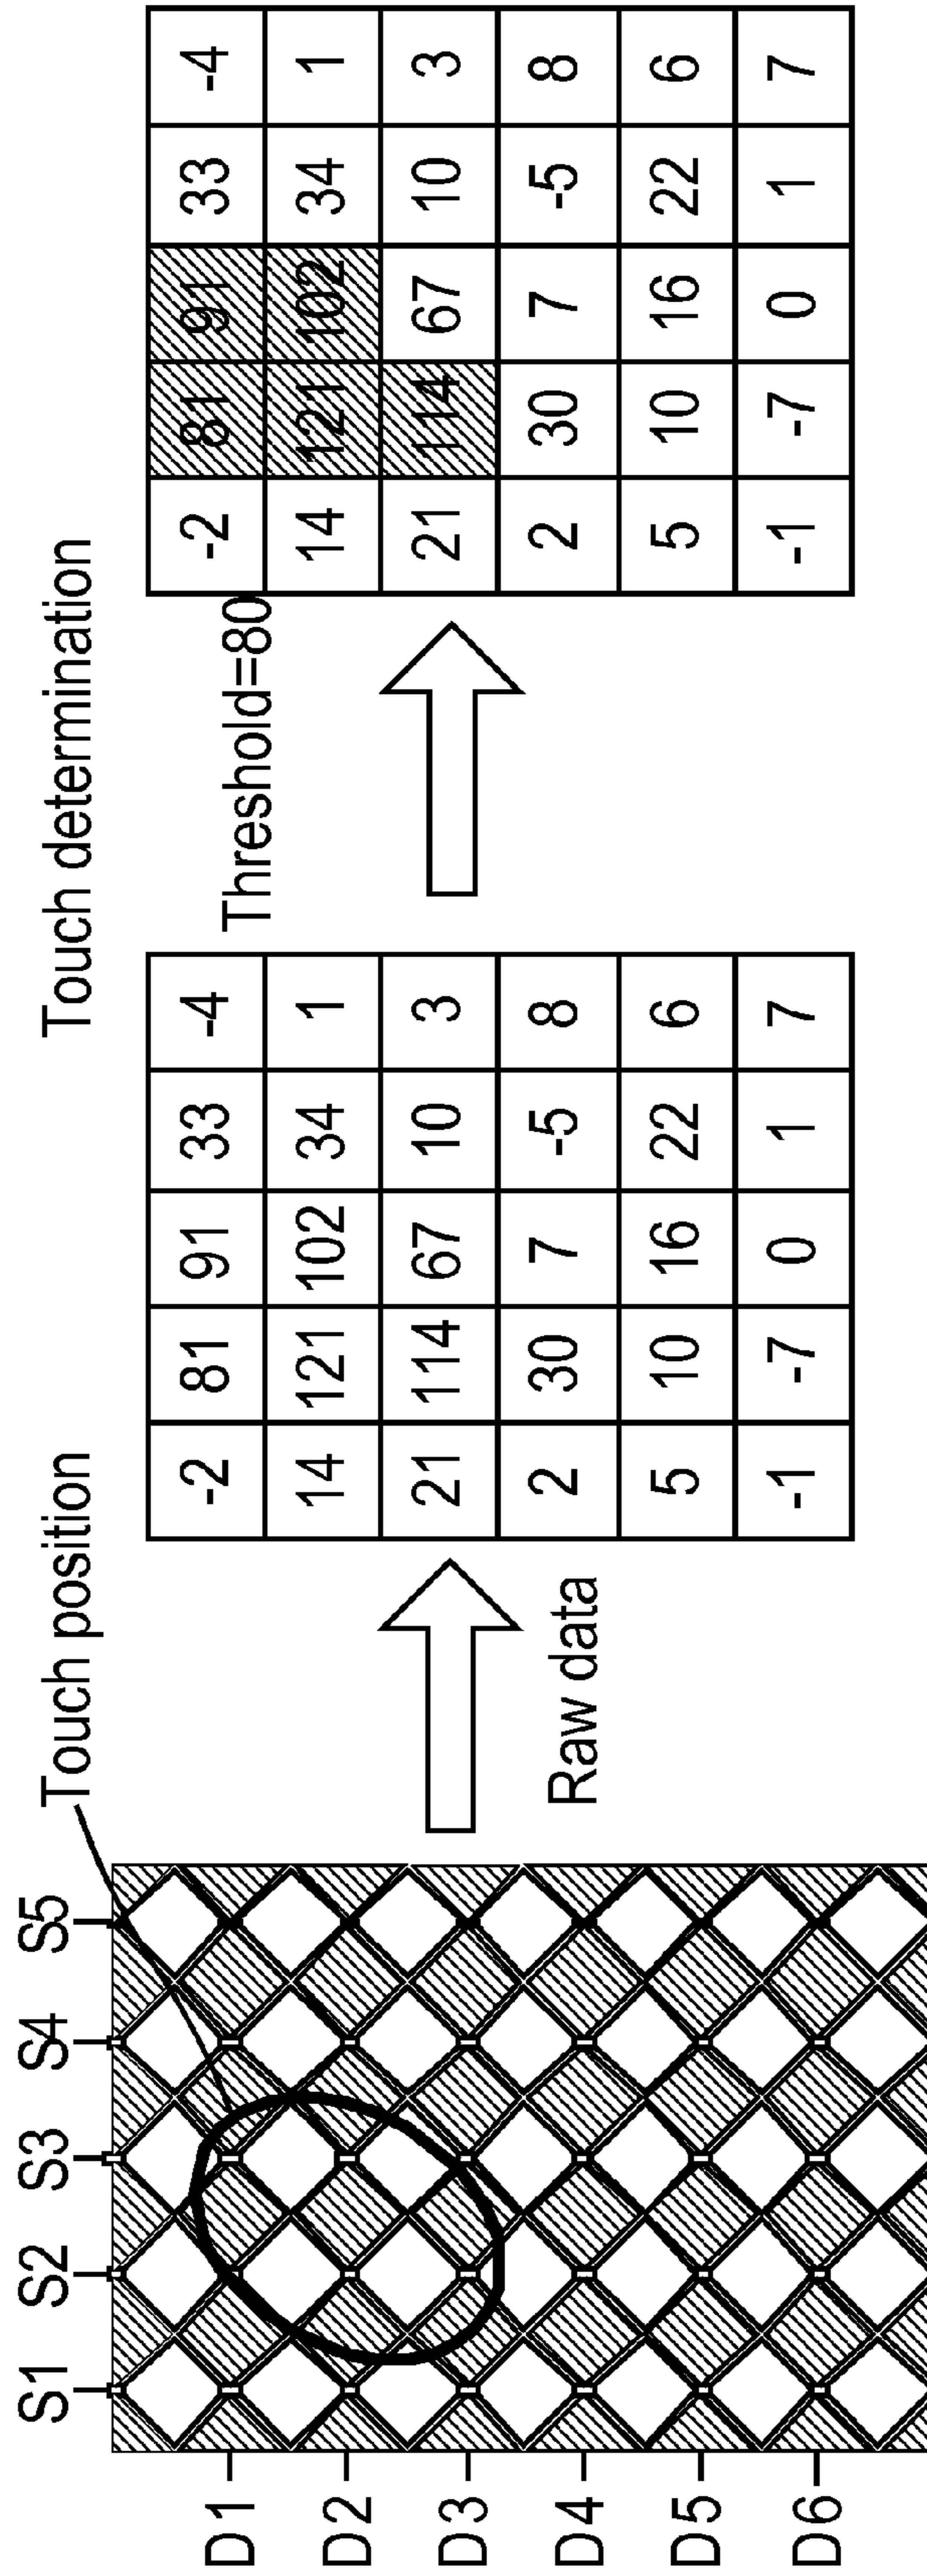 Touch position
Touch determination
S1 S2 S3 S4 S5
D1
D2
D3
D4
D5
D6
Raw data
-2 81 91 33 -4
14 121 102 34 1
21 114 67 10 3
2 30 7 -5 8
5 10 16 22 6
-1 -7 0 1 7
Threshold=80
-2 81 91 33 -4
14 121 102 34 1
21 114 67 10 3
2 30 7 -5 8
5 10 16 22 6
-1 -7 0 1 7